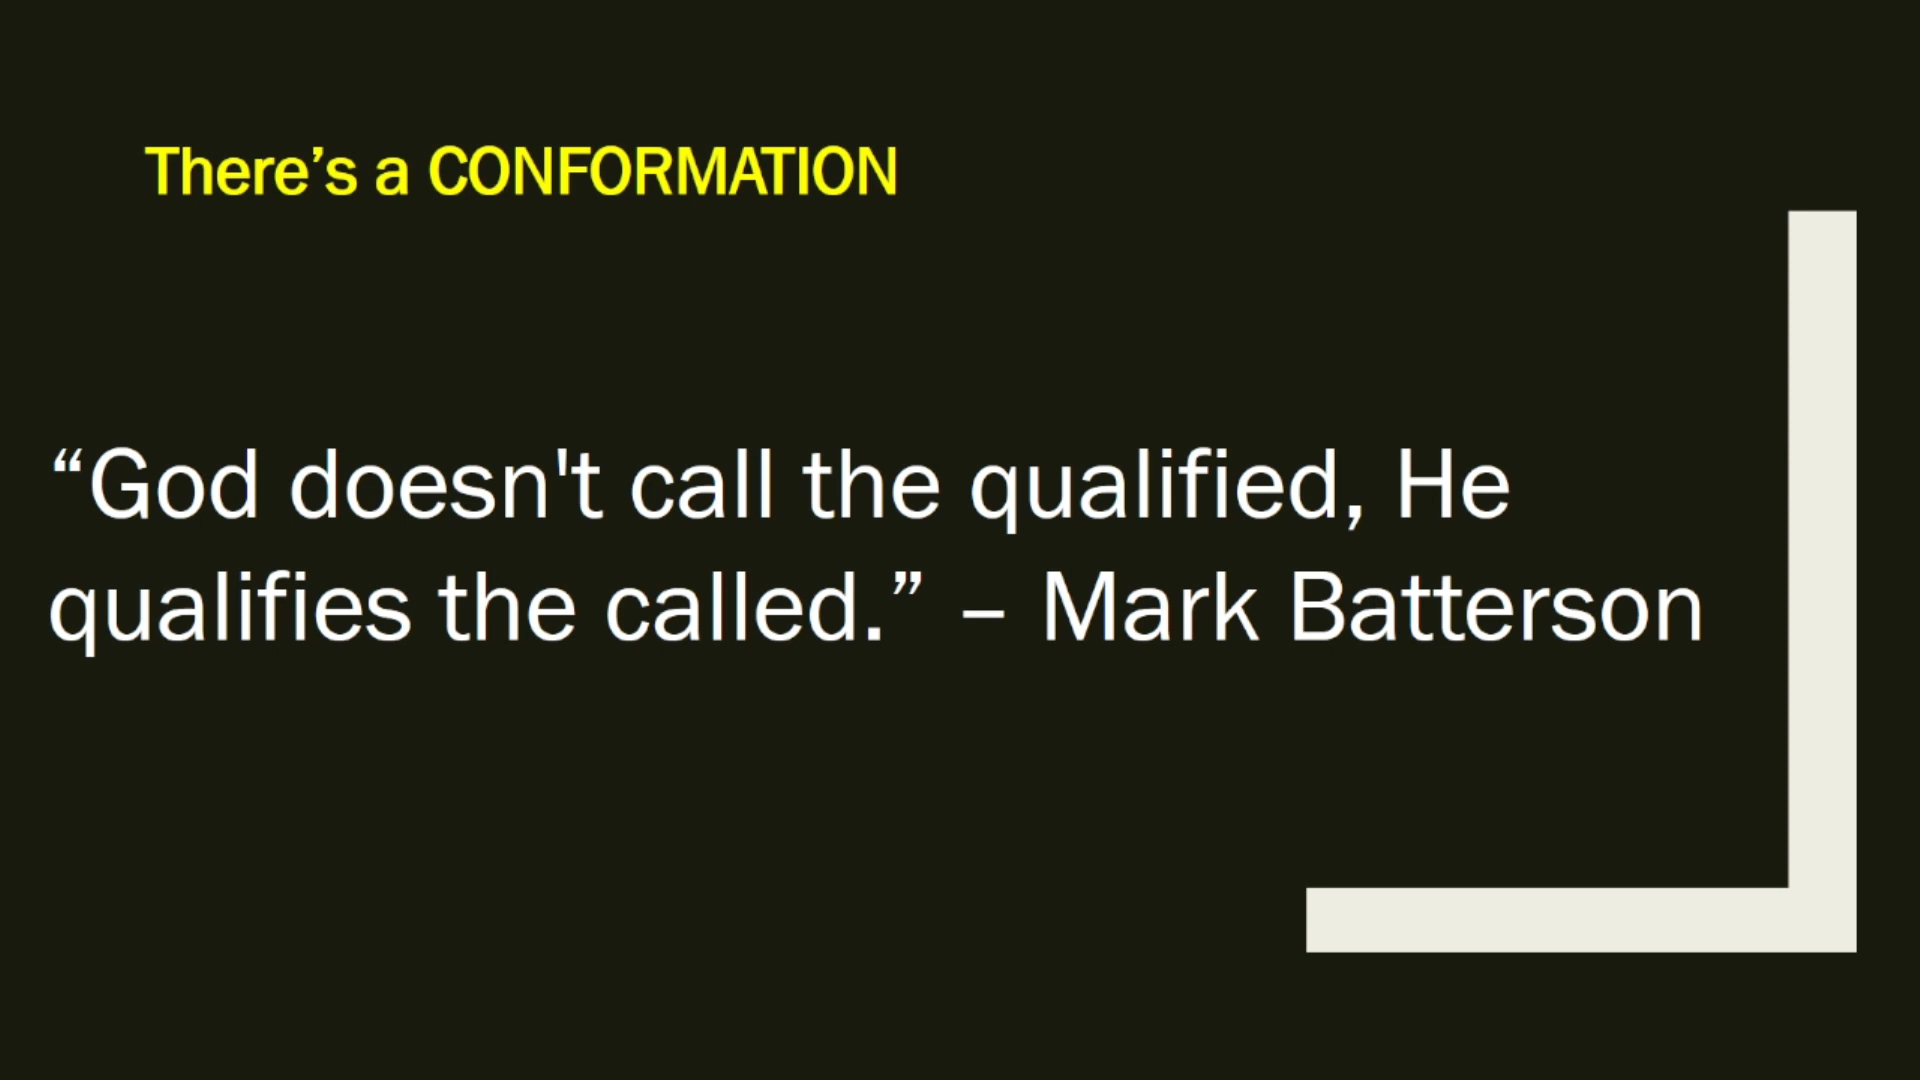 There’s a CONFORMATION
“God doesn't call the qualified, He
qualifies the called.” – Mark Batterson